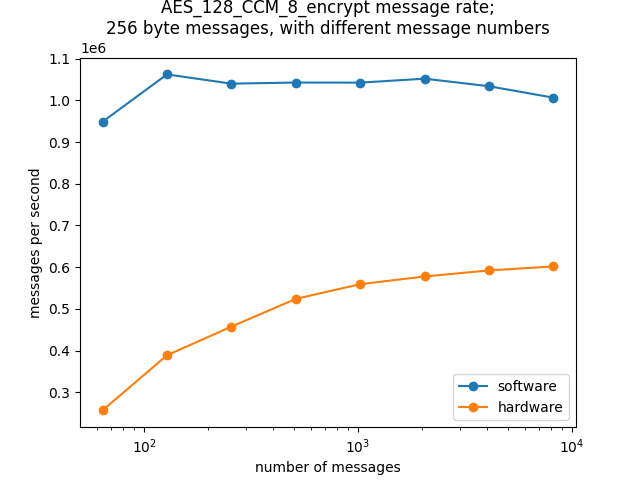 AES_128_CCM_8_encrypt message rate;
256 byte messages, with different message numbers
1e6
1.1
1.0
0.9
0.8
0.7
0.6
0.5
0.4
0.3
messages per second
software
hardware
10² 10³ 10⁴
number of messages